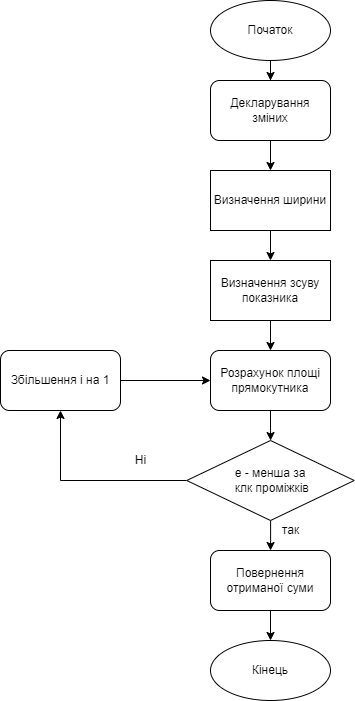 Початок
Декларування
зміних
Визначення ширини
Визначення зсуву
показника
Збільшення і на 1
Розрахунок площі
прямокутника
Ні
е - менша за
клк проміжків
так
Повернення
отриманої суми
Кінець